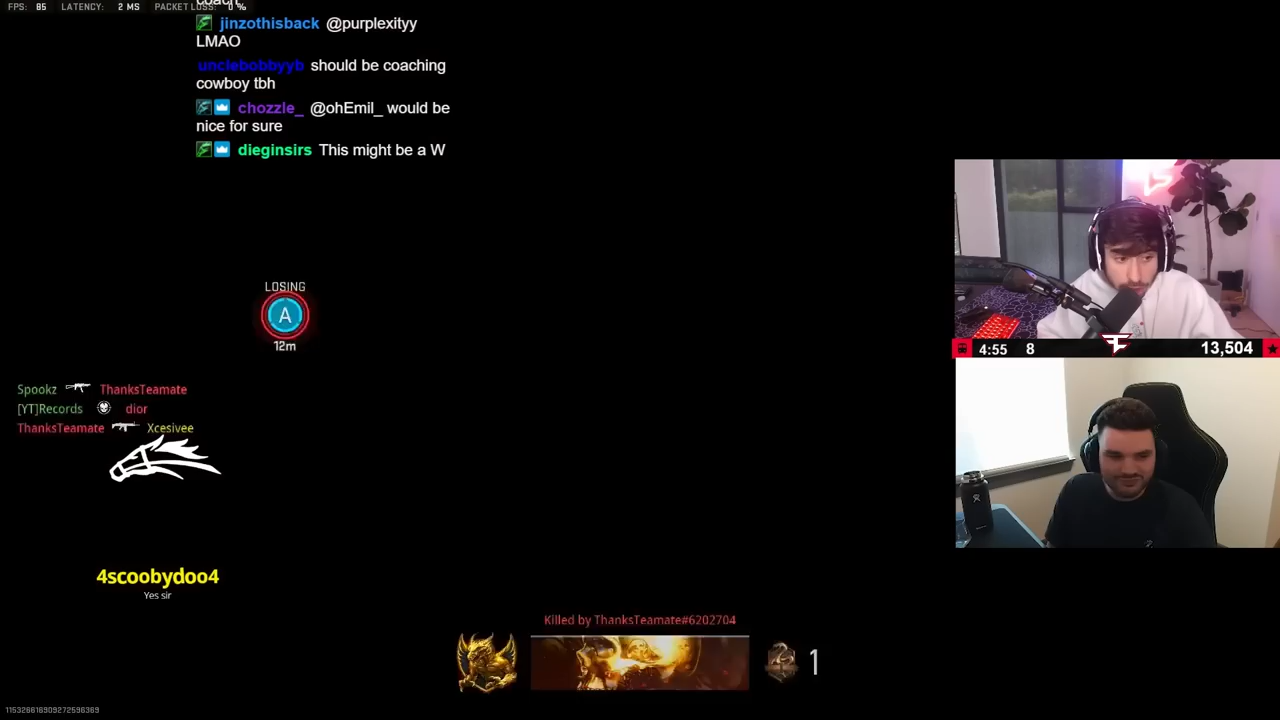 FPS: 85 LATENCY: 2 MS PACKET LOSS: 0 %
coach
jinzothisback @purplexityy
LMAO
unclebobbyyb should be coaching
cowboy tbh
chozzle_ @ohEmil_ would be
nice for sure
dieginsirs This might be a W
LOSING
A
12m
4:55 8 13,504
Spookz ThanksTeamate
[YT]Records dior
ThanksTeamate Xcesivee
4scoobydoo4
Yes sir
Killed by ThanksTeamate#6202704
1